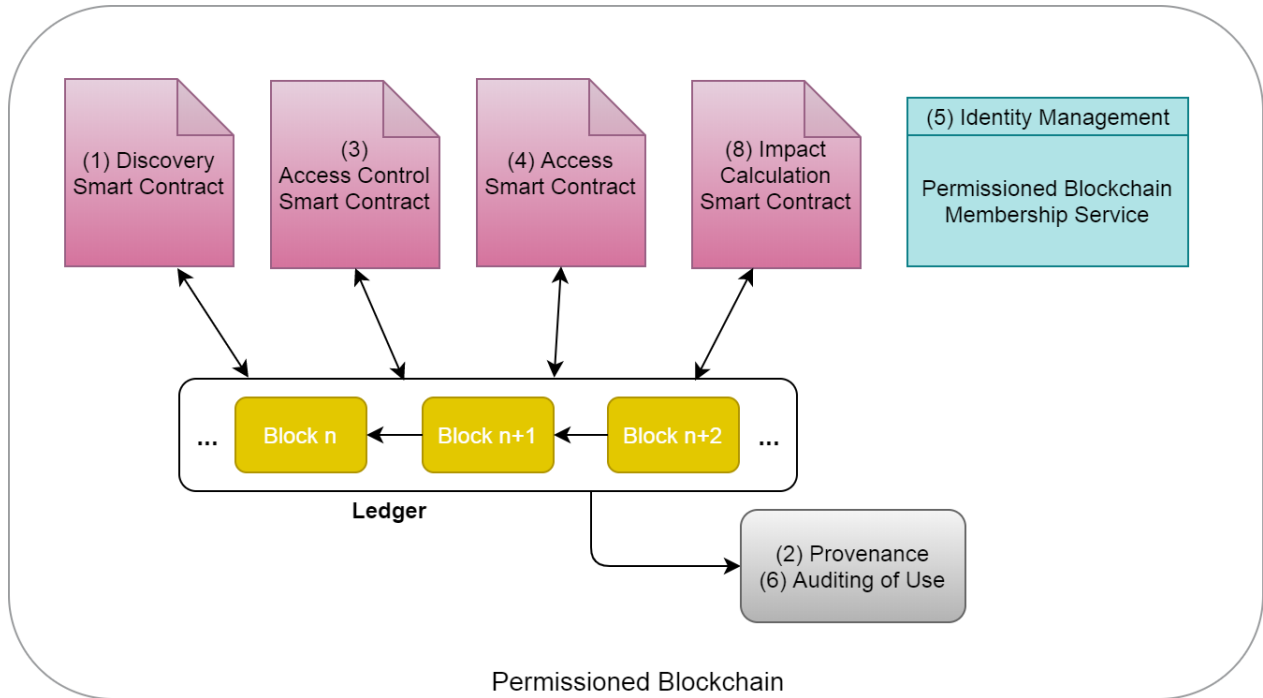 (1) Discovery
Smart Contract
(3)
Access Control
Smart Contract
(4) Access
Smart Contract
(8) Impact
Calculation
Smart Contract
(5) Identity Management
Permissioned Blockchain
Membership Service
...
Block n
Block n+1
Block n+2
...
Ledger
(2) Provenance
(6) Auditing of Use
Permissioned Blockchain